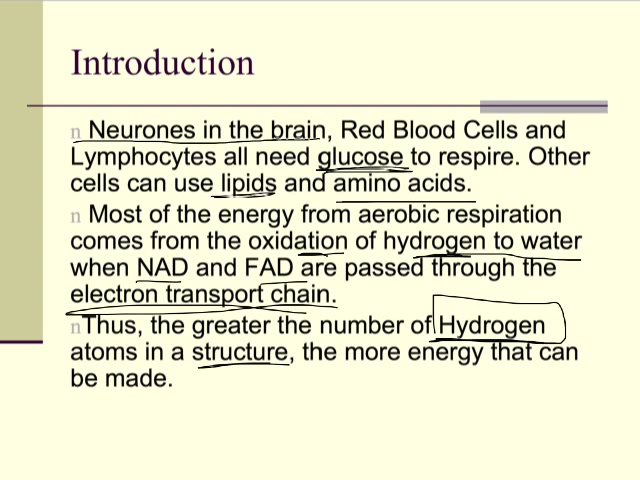 Introduction
n Neurones in the brain, Red Blood Cells and
Lymphocytes all need glucose to respire. Other
cells can use lipids and amino acids.
n Most of the energy from aerobic respiration
comes from the oxidation of hydrogen to water
when NAD and FAD are passed through the
electron transport chain.
nThus, the greater the number of Hydrogen
atoms in a structure, the more energy that can
be made.